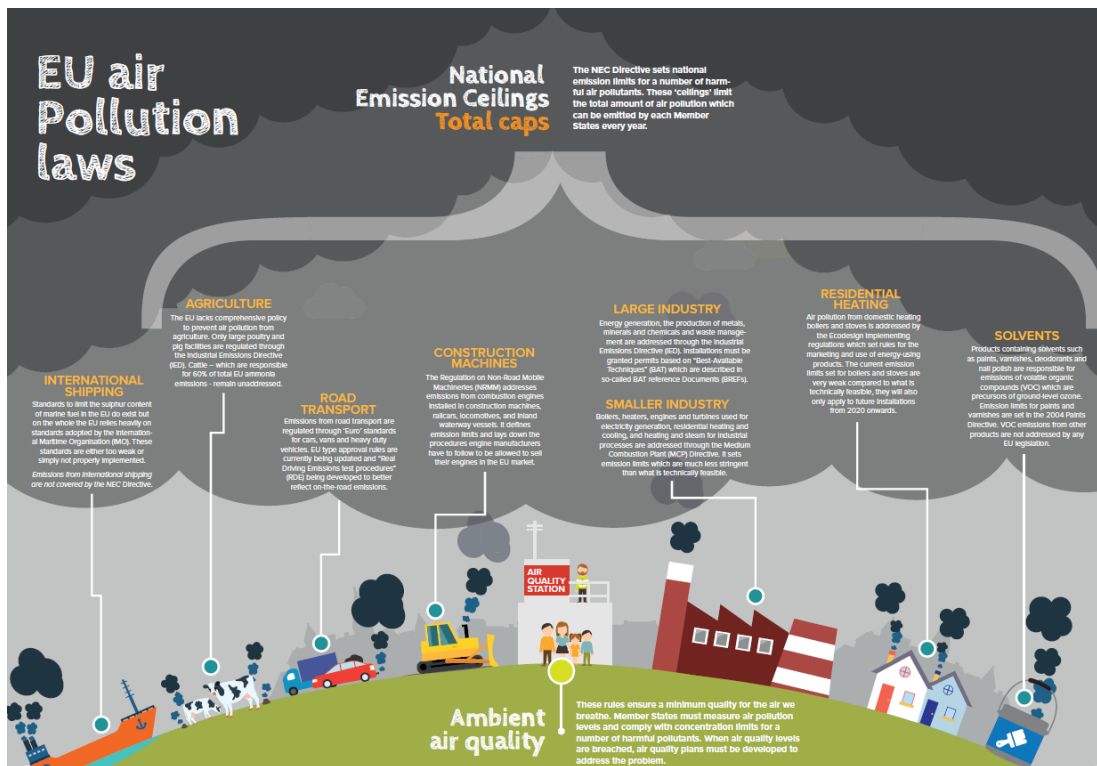 EU air
Pollution
laws
National
Emission Ceilings
Total caps
The NEC Directive sets national
emission limits for a number of harm-
ful air pollutants. These ‘ceilings’ limit
the total amount of air pollution which
can be emitted by each Member
States every year.
INTERNATIONAL
SHIPPING
Standards to limit the sulphur content
of marine fuel in the EU do exist but
on the whole the EU relies heavily on
standards adopted by the Internation-
al Maritime Organisation (IMO). These
standards are either too weak or
simply not properly implemented.
Emissions from international shipping
are not covered by the NEC Directive.
AGRICULTURE
The EU lacks comprehensive policy
to prevent air pollution from
agriculture. Only large poultry and
pig facilities are regulated through
the Industrial Emissions Directive
(IED). Cattle – which are responsible
for 60% of total EU ammonia
emissions - remain unaddressed.
ROAD
TRANSPORT
Emissions from road transport are
regulated through ‘Euro’ standards
for cars, vans and heavy duty
vehicles. EU type approval rules are
currently being updated and “Real
Driving Emissions test procedures”
(RDE) being developed to better
reflect on-the-road emissions.
CONSTRUCTION
MACHINES
The Regulation on Non-Road Mobile
Machineries (NRMM) addresses
emissions from combustion engines
installed in construction machines,
railcars, locomotives, and inland
waterway vessels. It defines
emission limits and lays down the
procedures engine manufacturers
have to follow to be allowed to sell
their engines in the EU market.
LARGE INDUSTRY
Energy generation, the production of metals,
minerals and chemicals and waste manage-
ment are addressed through the Industrial
Emissions Directive (IED). Installations must be
granted permits based on “Best-Available
Techniques” (BAT) which are described in
so-called BAT reference Documents (BREFs).
SMALLER INDUSTRY
Boilers, heaters, engines and turbines used for
electricity generation, residential heating and
cooling, and heating and steam for industrial
processes are addressed through the Medium
Combustion Plant (MCP) Directive. It sets
emission limits which are much less stringent
than what is technically feasible.
RESIDENTIAL
HEATING
Air pollution from domestic heating
boilers and stoves is addressed by
the Ecodesign Implementing
regulations which set rules for the
marketing and use of energy-using
products. The current emission
limits set for boilers and stoves are
very weak compared to what is
technically feasible, they will also
only apply to future installations
from 2020 onwards.
SOLVENTS
Products containing solvents such
as paints, varnishes, deodorants and
nail polish are responsible for
emissions of volatile organic
compounds (VOC) which are
precursors of ground-level ozone.
Emission limits for paints and
varnishes are set in the 2004 Paints
Directive. VOC emissions from other
products are not addressed by any
EU legislation.
AIR
QUALITY
STATION
Ambient
air quality
These rules ensure a minimum quality for the air we
breathe. Member States must measure air pollution
levels and comply with concentration limits for a
number of harmful pollutants. When air quality levels
are breached, air quality plans must be developed to
address the problem.